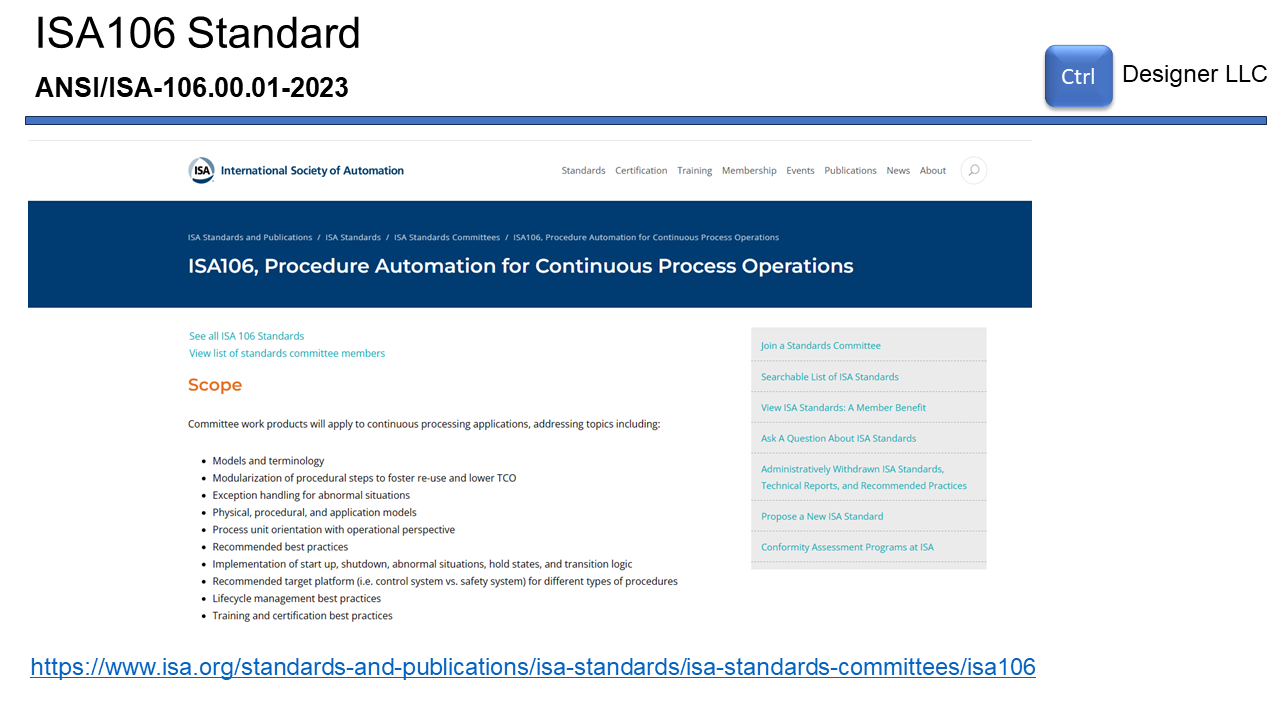 ISA106 Standard
ANSI/ISA-106.00.01-2023
Ctrl
Designer LLC
ISA
International Society of Automation
Standards Certification Training Membership Events Publications News About
ISA Standards and Publications / ISA Standards / ISA Standards Committees / ISA106, Procedure Automation for Continuous Process Operations
ISA106, Procedure Automation for Continuous Process Operations
See all ISA 106 Standards
View list of standards committee members
Scope
Committee work products will apply to continuous processing applications, addressing topics including:
• Models and terminology
• Modularization of procedural steps to foster re-use and lower TCO
• Exception handling for abnormal situations
• Physical, procedural, and application models
• Process unit orientation with operational perspective
• Recommended best practices
• Implementation of start up, shutdown, abnormal situations, hold states, and transition logic
• Recommended target platform (i.e. control system vs. safety system) for different types of procedures
• Lifecycle management best practices
• Training and certification best practices
Join a Standards Committee
Searchable List of ISA Standards
View ISA Standards: A Member Benefit
Ask A Question About ISA Standards
Administratively Withdrawn ISA Standards,
Technical Reports, and Recommended Practices
Propose a New ISA Standard
Conformity Assessment Programs at ISA
https://www.isa.org/standards-and-publications/isa-standards/isa-standards-committees/isa106